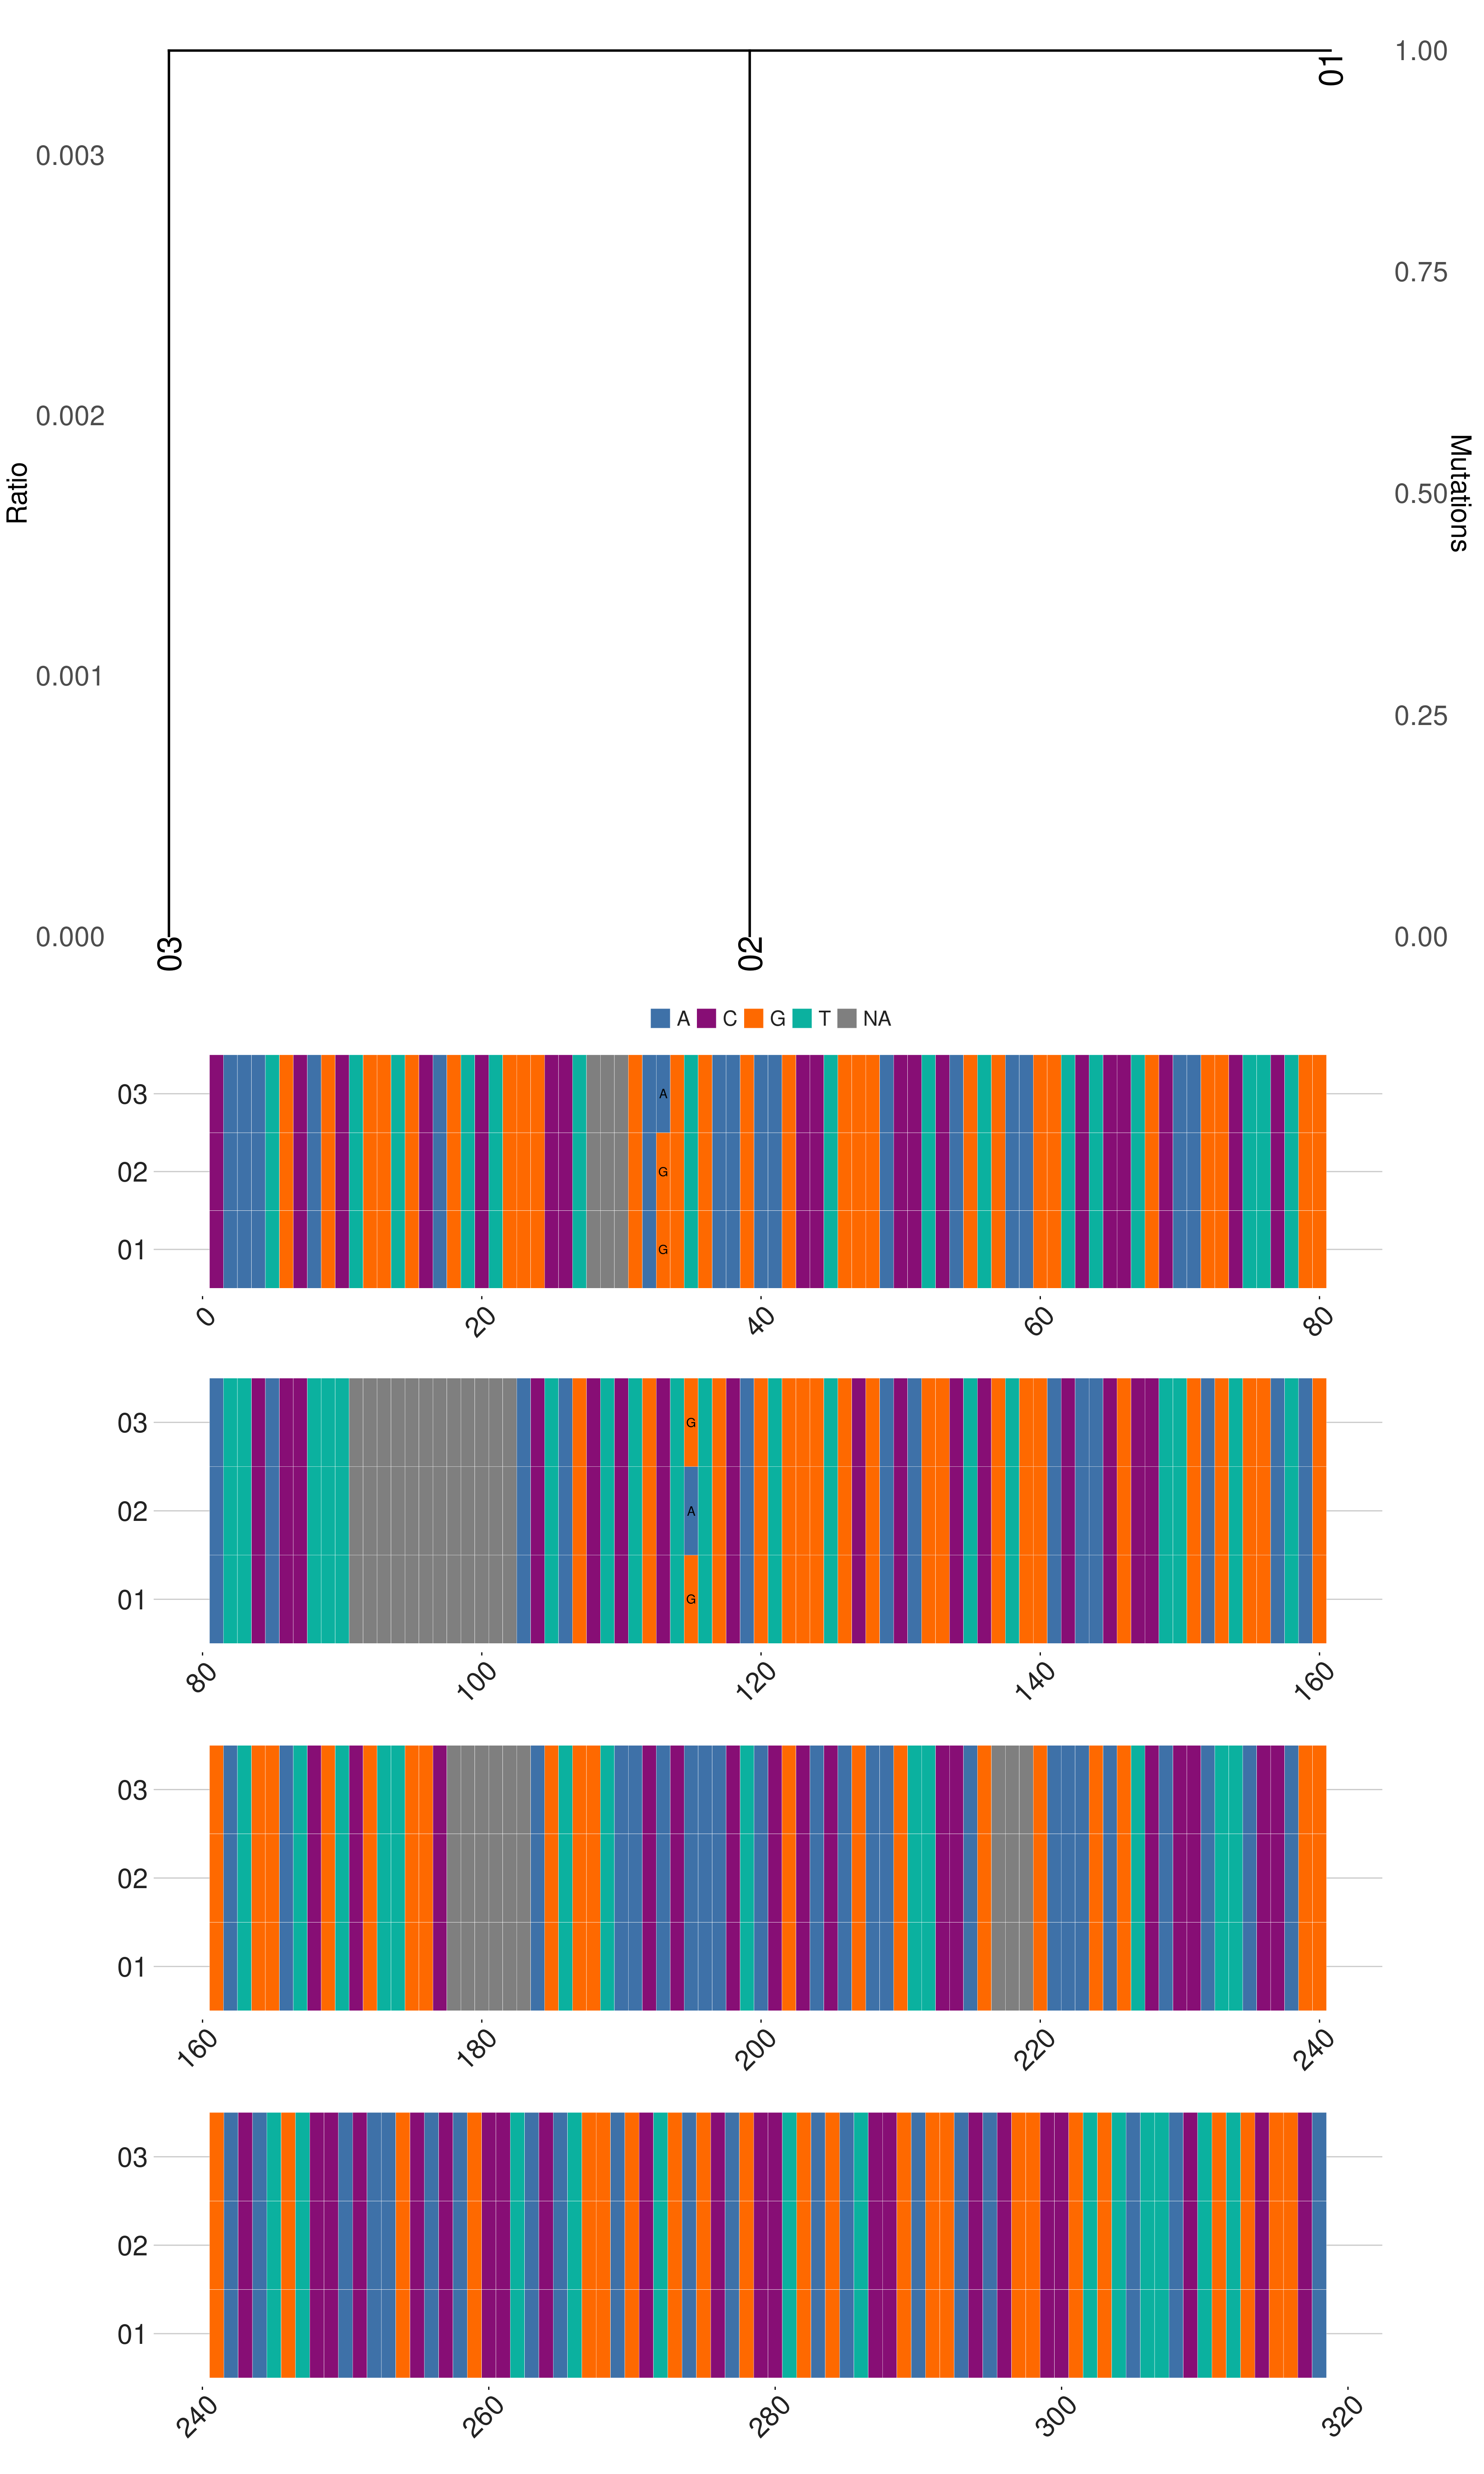 01
1.00
0.003
0.75
0.002
Ratio
0.50
Mutations
0.001
0.25
0.000
03
02
0.00
A C G T NA
03 A
02 G
01 G
0 20 40 60 80
03 G
02 A
01 G
80 100 120 140 160
03
02
01
160 180 200 220 240
03
02
01
240 260 280 300 320